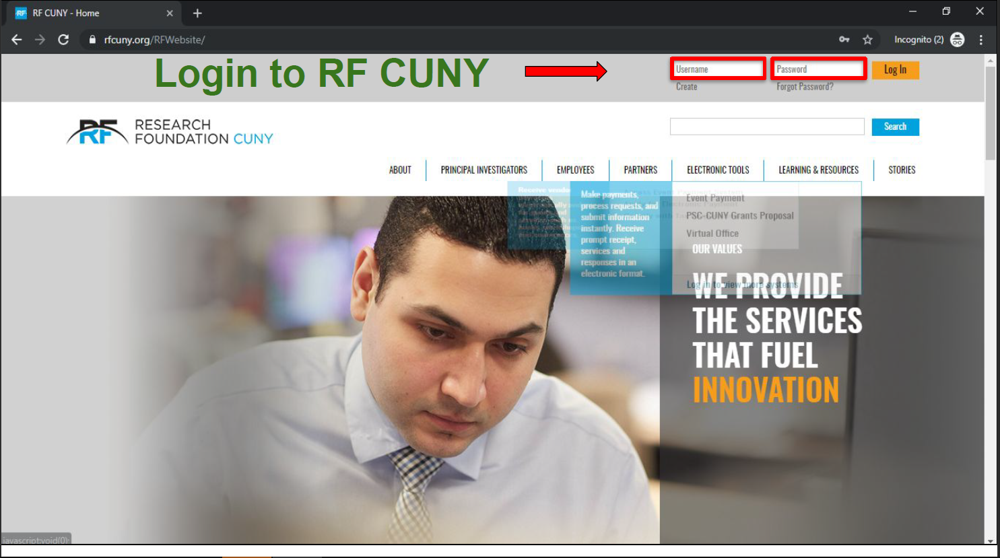 RF CUNY - Home
rfcuny.org/RFWebsite/
Incognito (2)
Login to RF CUNY
Username
Password
Log In
Create
Forgot Password?
RF RESEARCH
FOUNDATION CUNY
Search
ABOUT
PRINCIPAL INVESTIGATORS
EMPLOYEES
PARTNERS
ELECTRONIC TOOLS
LEARNING & RESOURCES
STORIES
Make payments,
process requests, and
submit information
instantly. Receive
prompt receipt,
services and
responses in an
electronic format.
Event Payment
PSC-CUNY Grants Proposal
Virtual Office
Log In to view more systems
OUR VALUES
WE PROVIDE
THE SERVICES
THAT FUEL
INNOVATION
javascript:void(0);